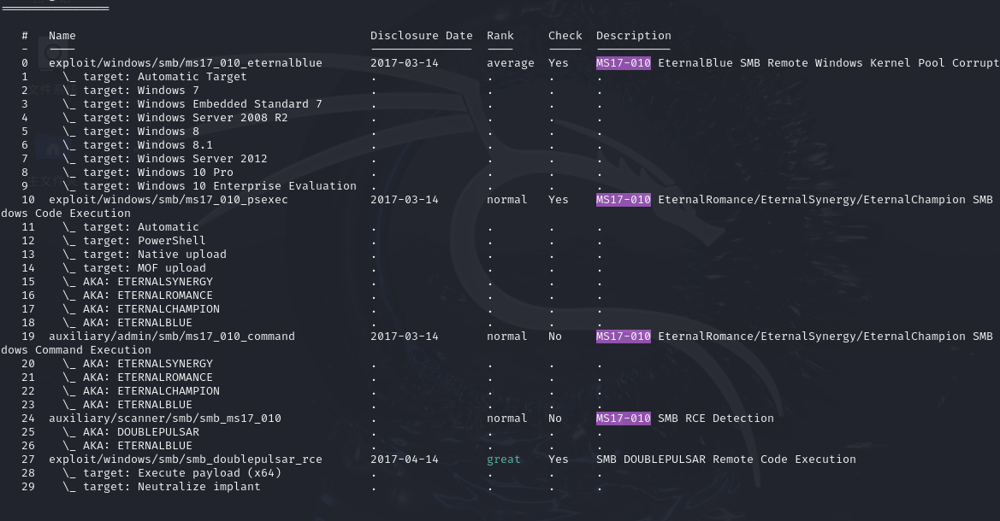 #   Name   Disclosure Date   Rank   Check   Description
-   ----   ---------------   ----   -----   -----------
0   exploit/windows/smb/ms17_010_eternalblue   2017-03-14   average   Yes   MS17-010 EternalBlue SMB Remote Windows Kernel Pool Corrupt
1   \_ target: Automatic Target   .   .   .   .
2   \_ target: Windows 7   .   .   .   .
3   \_ target: Windows Embedded Standard 7   .   .   .   .
4   \_ target: Windows Server 2008 R2   .   .   .   .
5   \_ target: Windows 8   .   .   .   .
6   \_ target: Windows 8.1   .   .   .   .
7   \_ target: Windows Server 2012   .   .   .   .
8   \_ target: Windows 10 Pro   .   .   .   .
9   \_ target: Windows 10 Enterprise Evaluation   .   .   .   .
10   exploit/windows/smb/ms17_010_psexec   2017-03-14   normal   Yes   MS17-010 EternalRomance/EternalSynergy/EternalChampion SMB
dows Code Execution
11   \_ target: Automatic   .   .   .   .
12   \_ target: PowerShell   .   .   .   .
13   \_ target: Native upload   .   .   .   .
14   \_ target: MOF upload   .   .   .   .
15   \_ AKA: ETERNALSYNERGY   .   .   .   .
16   \_ AKA: ETERNALROMANCE   .   .   .   .
17   \_ AKA: ETERNALCHAMPION   .   .   .   .
18   \_ AKA: ETERNALBLUE   .   .   .   .
19   auxiliary/admin/smb/ms17_010_command   2017-03-14   normal   No   MS17-010 EternalRomance/EternalSynergy/EternalChampion SMB
dows Command Execution
20   \_ AKA: ETERNALSYNERGY   .   .   .   .
21   \_ AKA: ETERNALROMANCE   .   .   .   .
22   \_ AKA: ETERNALCHAMPION   .   .   .   .
23   \_ AKA: ETERNALBLUE   .   .   .   .
24   auxiliary/scanner/smb/smb_ms17_010   .   normal   No   MS17-010 SMB RCE Detection
25   \_ AKA: DOUBLEPULSAR   .   .   .   .
26   \_ AKA: ETERNALBLUE   .   .   .   .
27   exploit/windows/smb/smb_doublepulsar_rce   2017-04-14   great   Yes   SMB DOUBLEPULSAR Remote Code Execution
28   \_ target: Execute payload (x64)   .   .   .   .
29   \_ target: Neutralize implant   .   .   .   .